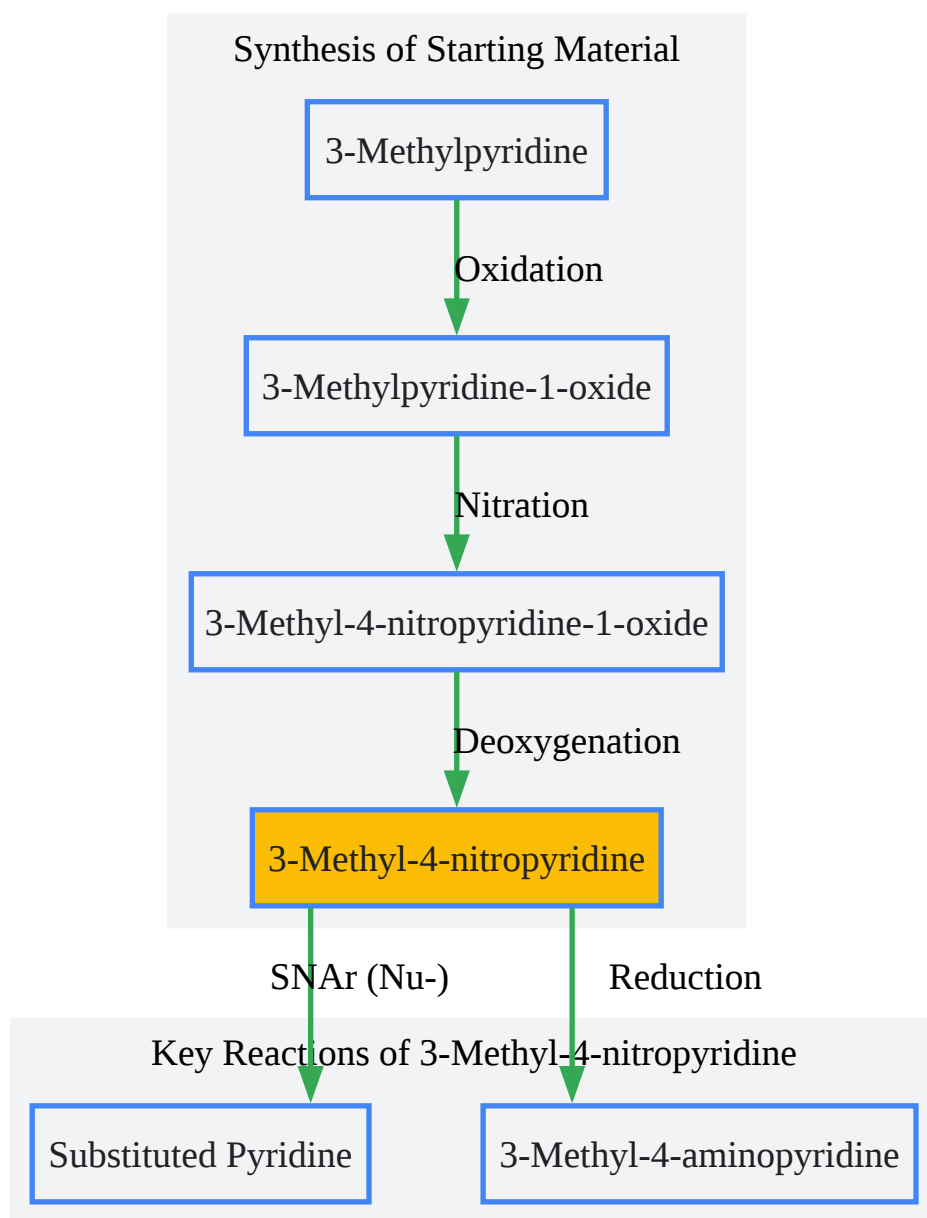 Synthesis of Starting Material
3-Methylpyridine
Oxidation
3-Methylpyridine-1-oxide
Nitration
3-Methyl-4-nitropyridine-1-oxide
Deoxygenation
3-Methyl-4-nitropyridine
SNAr (Nu-)
Reduction
Key Reactions of 3-Methyl-4-nitropyridine
Substituted Pyridine
3-Methyl-4-aminopyridine